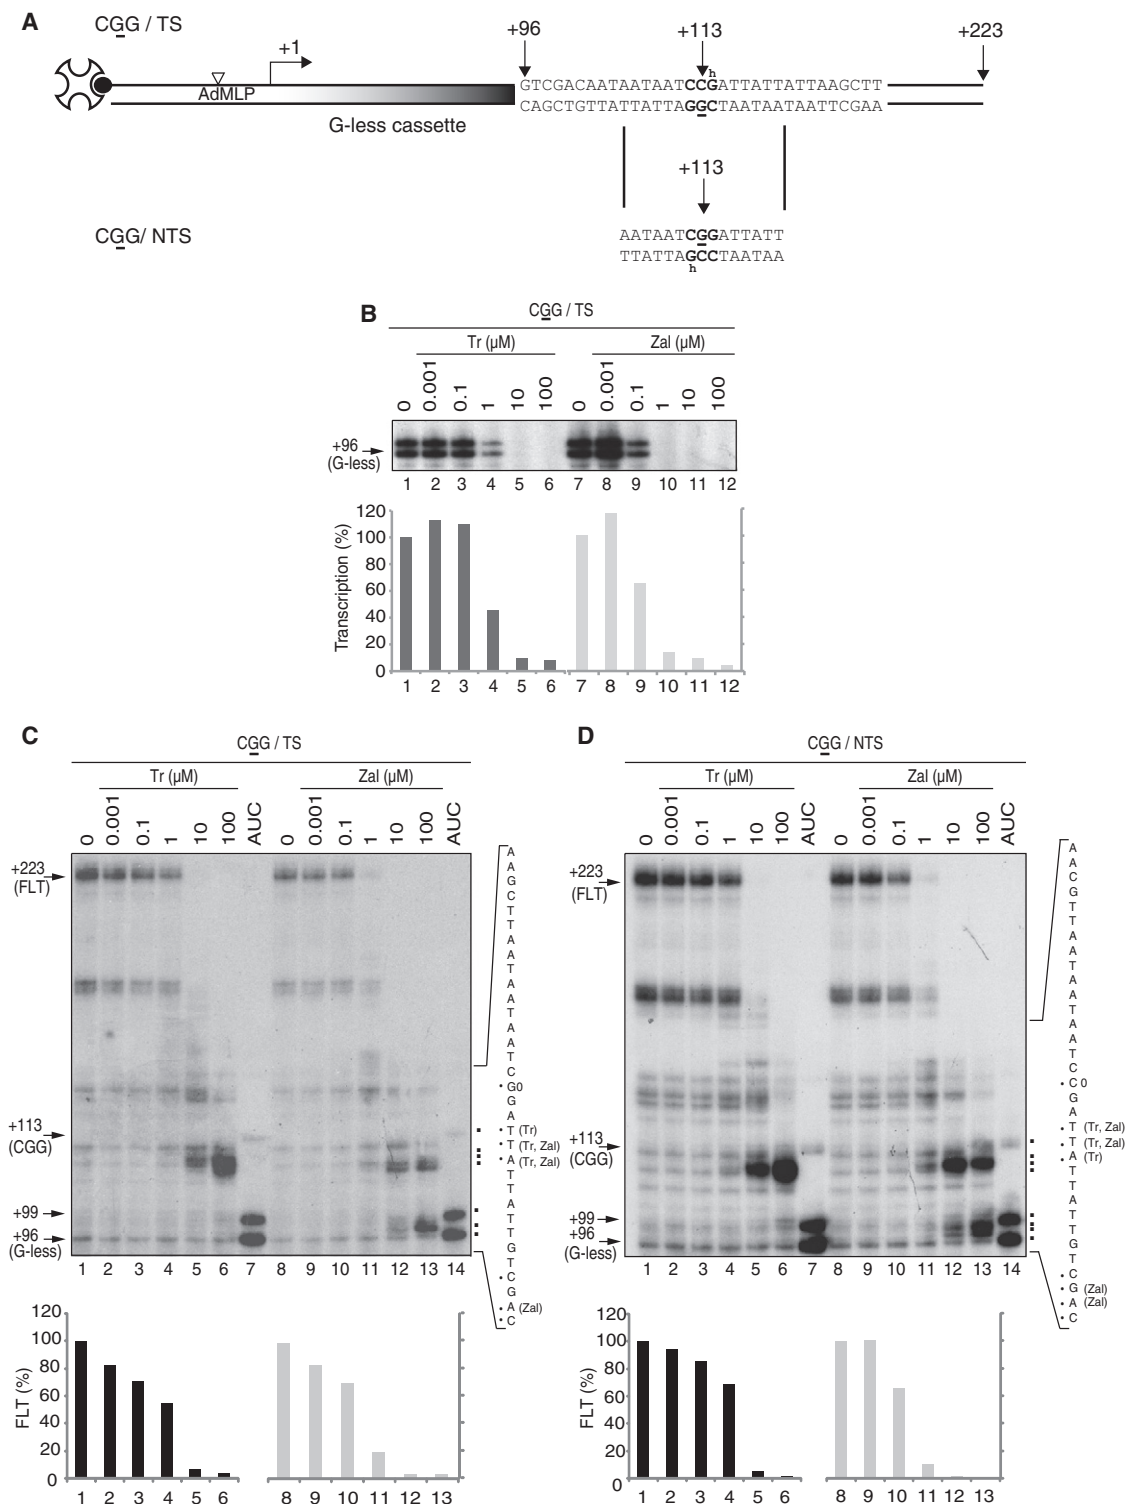 A
CGG / TS
+1
+96
+113
+223
h
GTCGACAATAATAATCCGATTATTATTAAGCTT
AdMLP
CAGCTGTTATTATTAGGCTAATAATAATTCGAA
G-less cassette
+113
CGG/ NTS
AATAATCGGATTATT
TTATTAGCCTAATAA
h
B
CGG / TS
Tr (µM)
Zal (µM)
0 0.001 0.1 1 10 100 0 0.001 0.1 1 10 100
+96
(G-less)
1 2 3 4 5 6 7 8 9 10 11 12
Transcription (%)
120
100
80
60
40
20
0
1 2 3 4 5 6 7 8 9 10 11 12
C
CGG / TS
Tr (µM)
Zal (µM)
0 0.001 0.1 1 10 100 AUC 0 0.001 0.1 1 10 100 AUC
+223
(FLT)
+113
(CGG)
+99
+96
(G-less)
A
A
G
C
T
T
A
A
T
A
A
T
A
A
T
C
• G0
G
A
• T (Tr)
• T (Tr, Zal)
• A (Tr, Zal)
T
T
A
T
T
G
T
• C
G
• A (Zal)
• C
1 2 3 4 5 6 7 8 9 10 11 12 13 14
FLT (%)
120
100
80
60
40
20
0
1 2 3 4 5 6 8 9 10 11 12 13
D
CGG / NTS
Tr (µM)
Zal (µM)
0 0.001 0.1 1 10 100 AUC 0 0.001 0.1 1 10 100 AUC
+223
(FLT)
+113
(CGG)
+99
+96
(G-less)
A
A
C
G
T
T
A
A
T
A
A
T
A
A
T
C
• C 0
G
A
• T (Tr, Zal)
• T (Tr, Zal)
• A (Tr)
T
T
A
T
T
G
T
• C
• G (Zal)
• A (Zal)
• C
1 2 3 4 5 6 7 8 9 10 11 12 13 14
FLT (%)
120
100
80
60
40
20
0
1 2 3 4 5 6 8 9 10 11 12 13